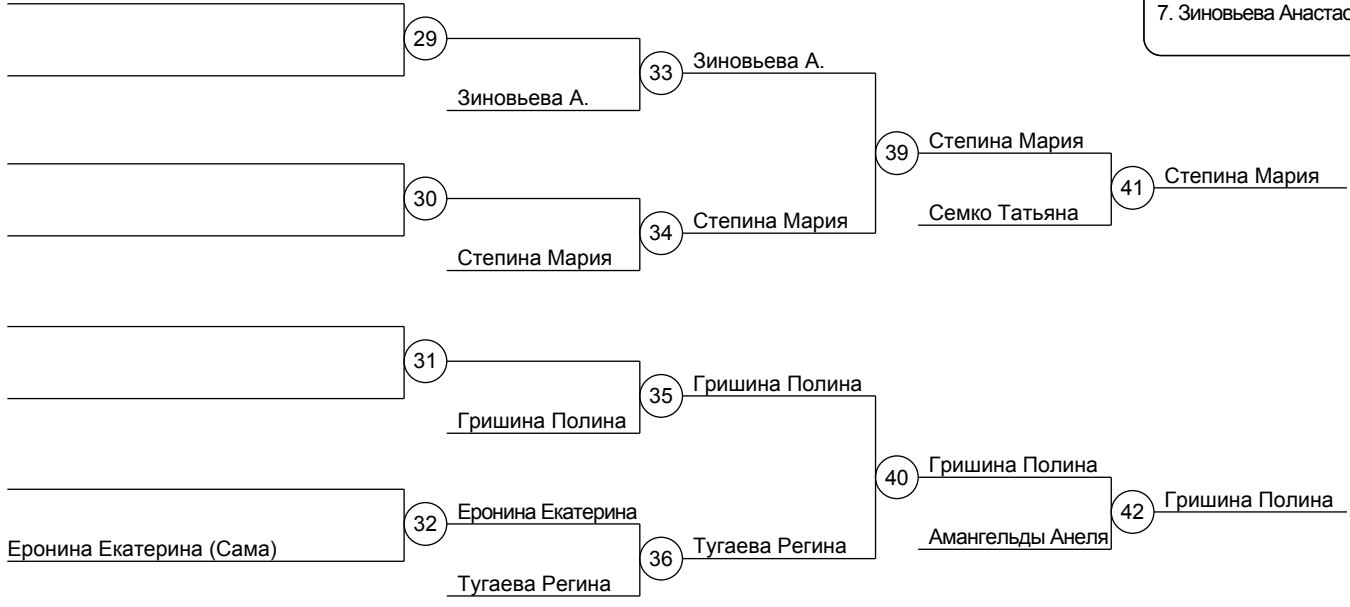 7. Зиновьева Анастас
29
33
Зиновьева А.
Зиновьева А.
39
Степина Мария
41
Степина Мария
30
34
Степина Мария
Семко Татьяна
Степина Мария
31
35
Гришина Полина
Гришина Полина
40
Гришина Полина
42
Гришина Полина
32
Еронина Екатерина
Амангельды Анеля
Еронина Екатерина (Сама)
36
Тугаева Регина
Тугаева Регина